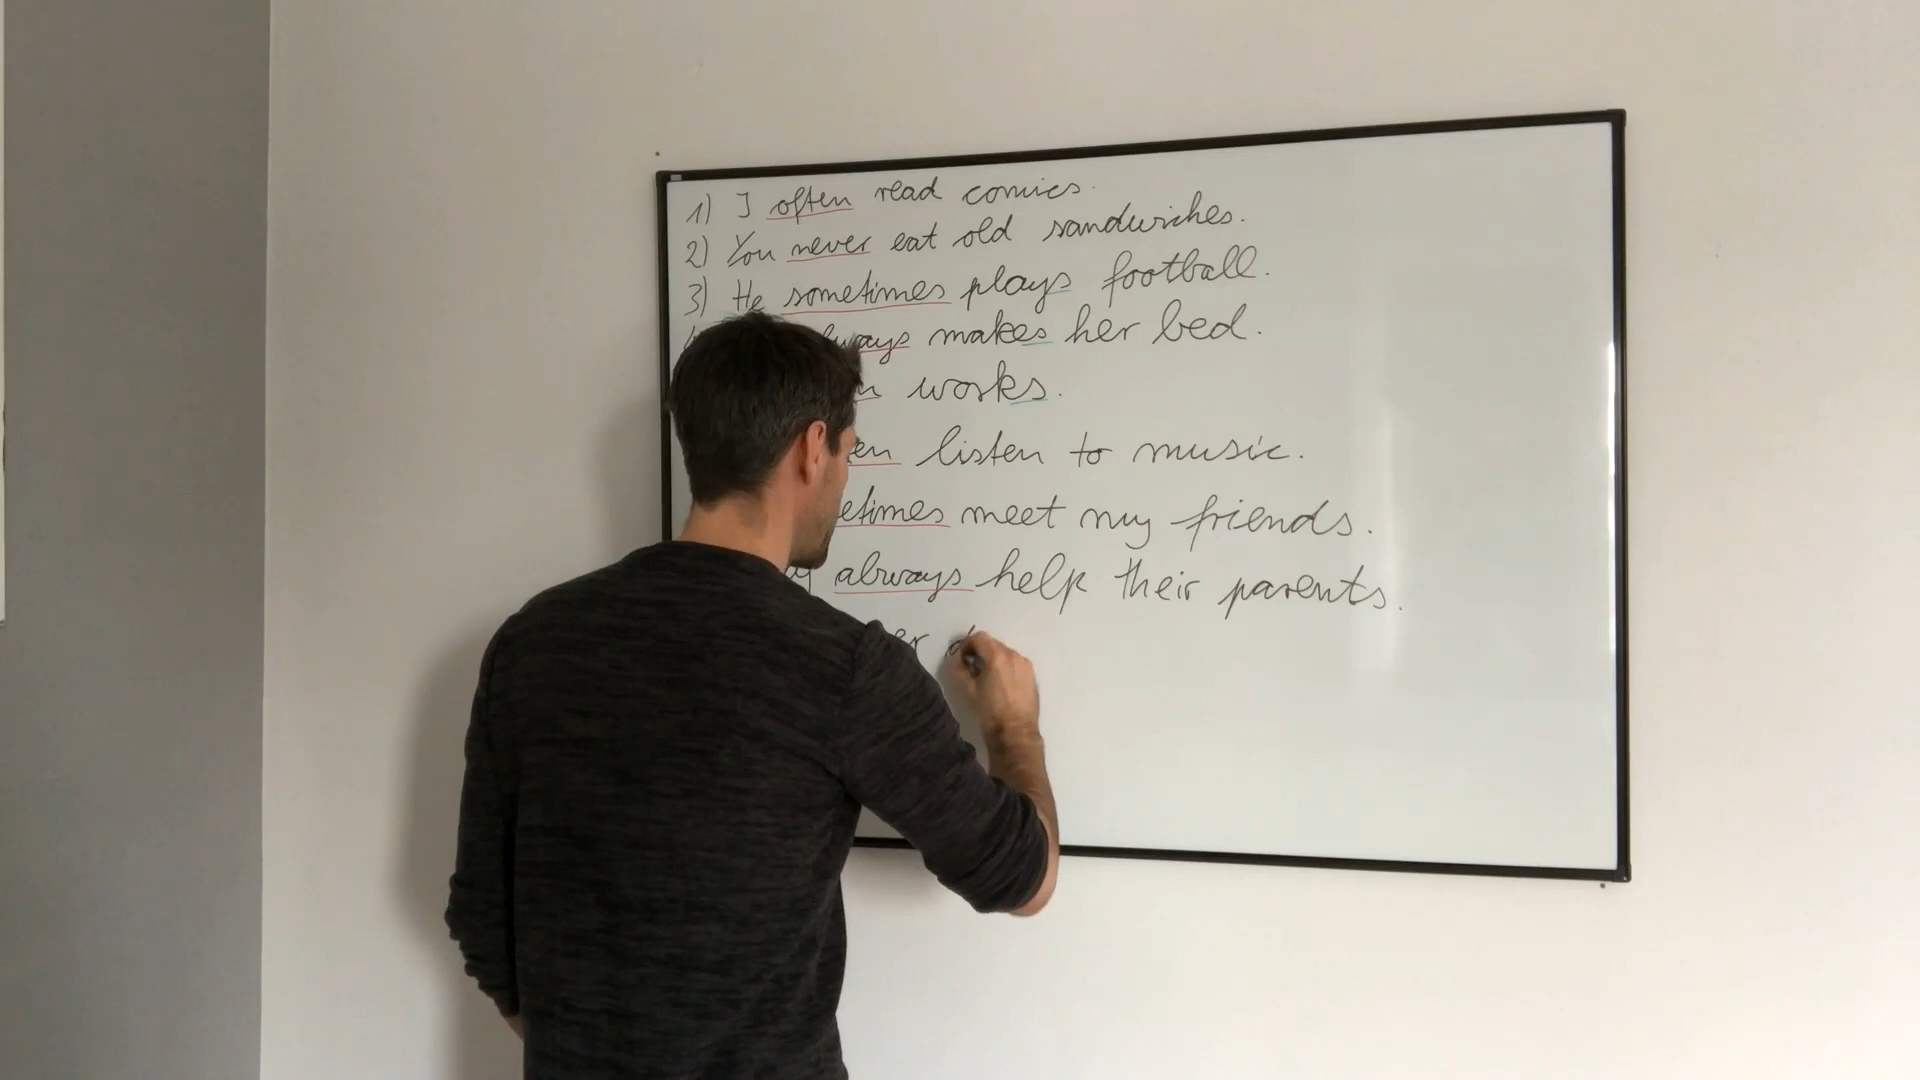 1) I often read comics.
2) You never eat old sandwiches.
3) He sometimes plays football.
makes her bed.
works.
listen to music.
meet my friends.
always help their parents.